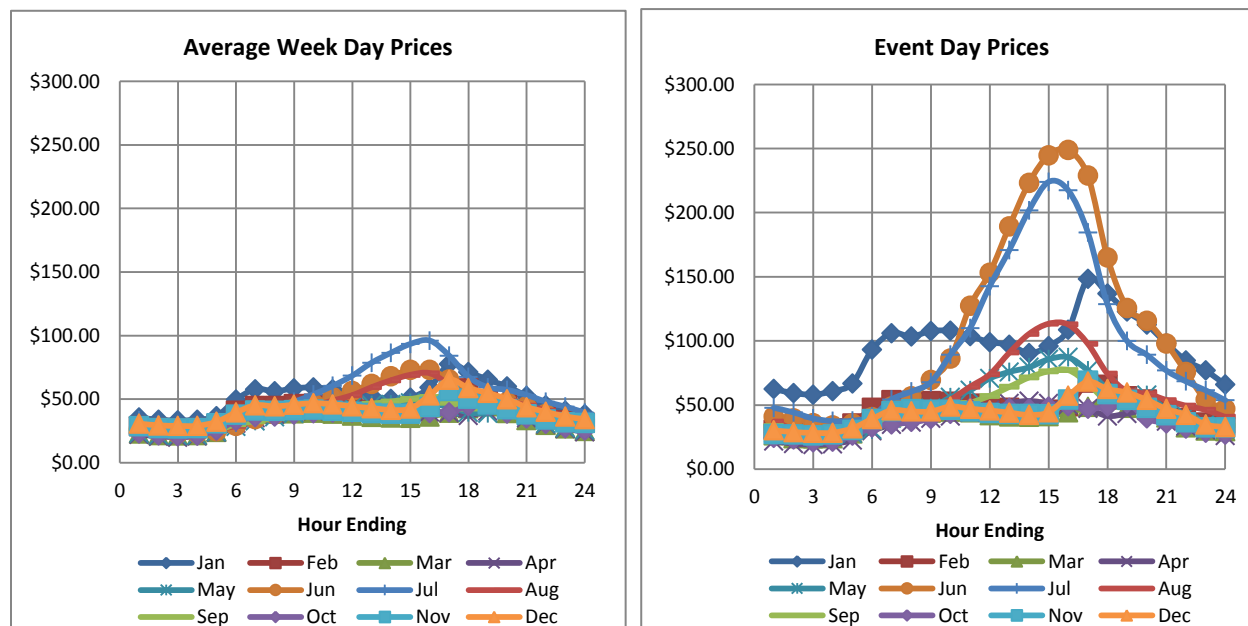 Average Week Day Prices
$300.00
$250.00
$200.00
$150.00
$100.00
$50.00
$0.00
0 3 6 9 12 15 18 21 24
Hour Ending
Jan Feb Mar Apr
May Jun Jul Aug
Sep Oct Nov Dec
Event Day Prices
$300.00
$250.00
$200.00
$150.00
$100.00
$50.00
$0.00
0 3 6 9 12 15 18 21 24
Hour Ending
Jan Feb Mar Apr
May Jun Jul Aug
Sep Oct Nov Dec